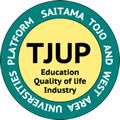 SAITAMA TOJO AND WEST AREA UNIVERSITIES PLATFORM
TJUP
Education
Quality of life
Industry